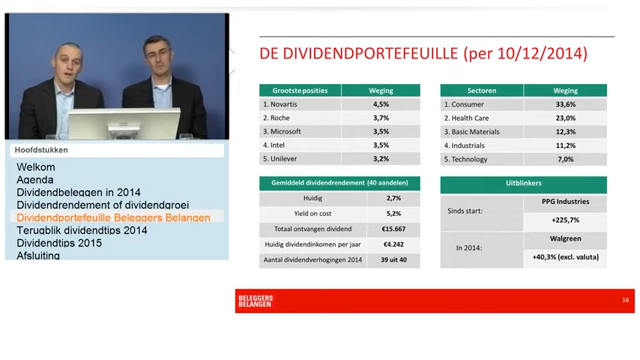 DE DIVIDENDPORTEFEUILLE (per 10/12/2014)
Hoofdstukken
Welkom
Agenda
Dividendbeleggen in 2014
Dividendrendement of dividendgroei
Dividendportefeuille Beleggers Belangen
Terugblik dividendtips 2014
Dividendtips 2015
Afsluiting
Grootste posities Weging
1. Novartis 4,5%
2. Roche 3,7%
3. Microsoft 3,5%
4. Intel 3,5%
5. Unilever 3,2%
Sectoren Weging
1. Consumer 33,6%
2. Health Care 23,0%
3. Basic Materials 12,3%
4. Industrials 11,2%
5. Technology 7,0%
Gemiddeld dividendrendement (40 aandelen)
Huidig 2,7%
Yield on cost 5,2%
Totaal ontvangen dividend €15.667
Huidig dividendinkomen per jaar €4.242
Aantal dividendverhogingen 2014 39 uit 40
Uitblinkers
Sinds start: PPG Industries
+225,7%
In 2014: Walgreen
+40,3% (excl. valuta)
BELEGGERS
BELANGEN
16